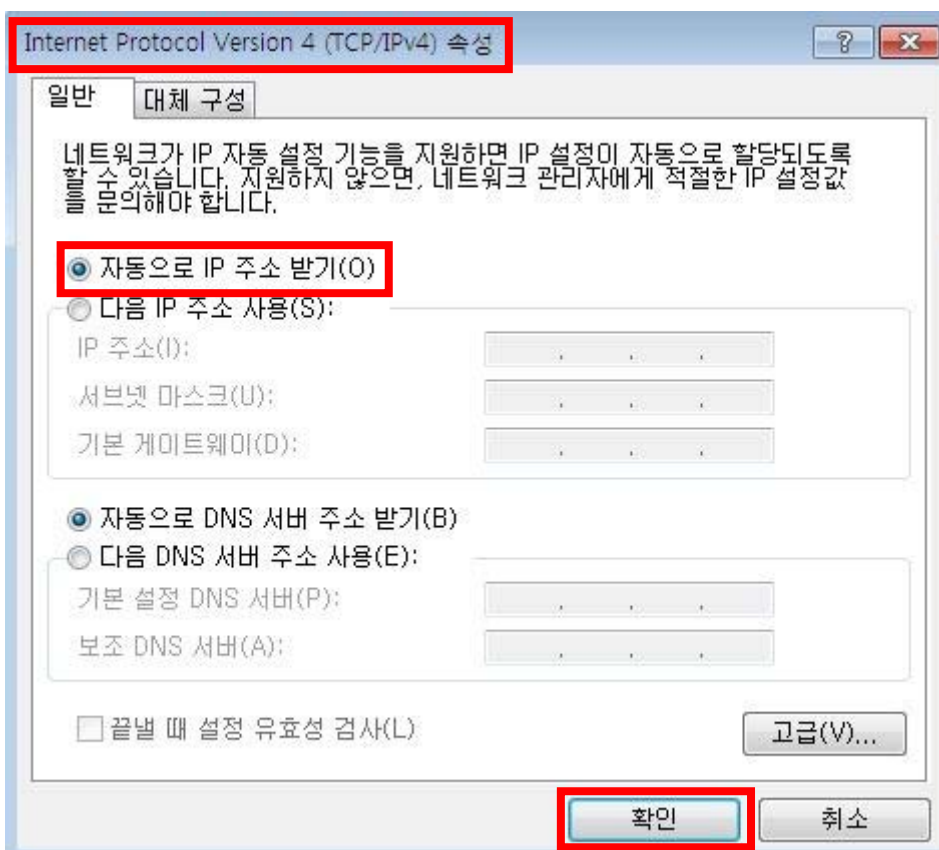 Internet Protocol Version 4 (TCP/IPv4) 속성
일반
대체 구성
네트워크가 IP 자동 설정 기능을 지원하면 IP 설정이 자동으로 할당되도록
할 수 있습니다. 지원하지 않으면, 네트워크 관리자에게 적절한 IP 설정값
을 문의해야 합니다.
자동으로 IP 주소 받기(O)
다음 IP 주소 사용(S):
IP 주소(I):
서브넷 마스크(U):
기본 게이트웨이(D):
자동으로 DNS 서버 주소 받기(B)
다음 DNS 서버 주소 사용(E):
기본 설정 DNS 서버(P):
보조 DNS 서버(A):
끝낼 때 설정 유효성 검사(L)
고급(V)...
확인
취소